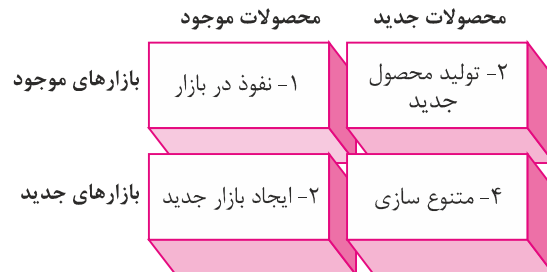 محصولات موجود
محصولات جدید
بازارهای موجود
۱- نفوذ در بازار
۲- تولید محصول
جدید
بازارهای جدید
۲- ایجاد بازار جدید
۴- متنوع سازی